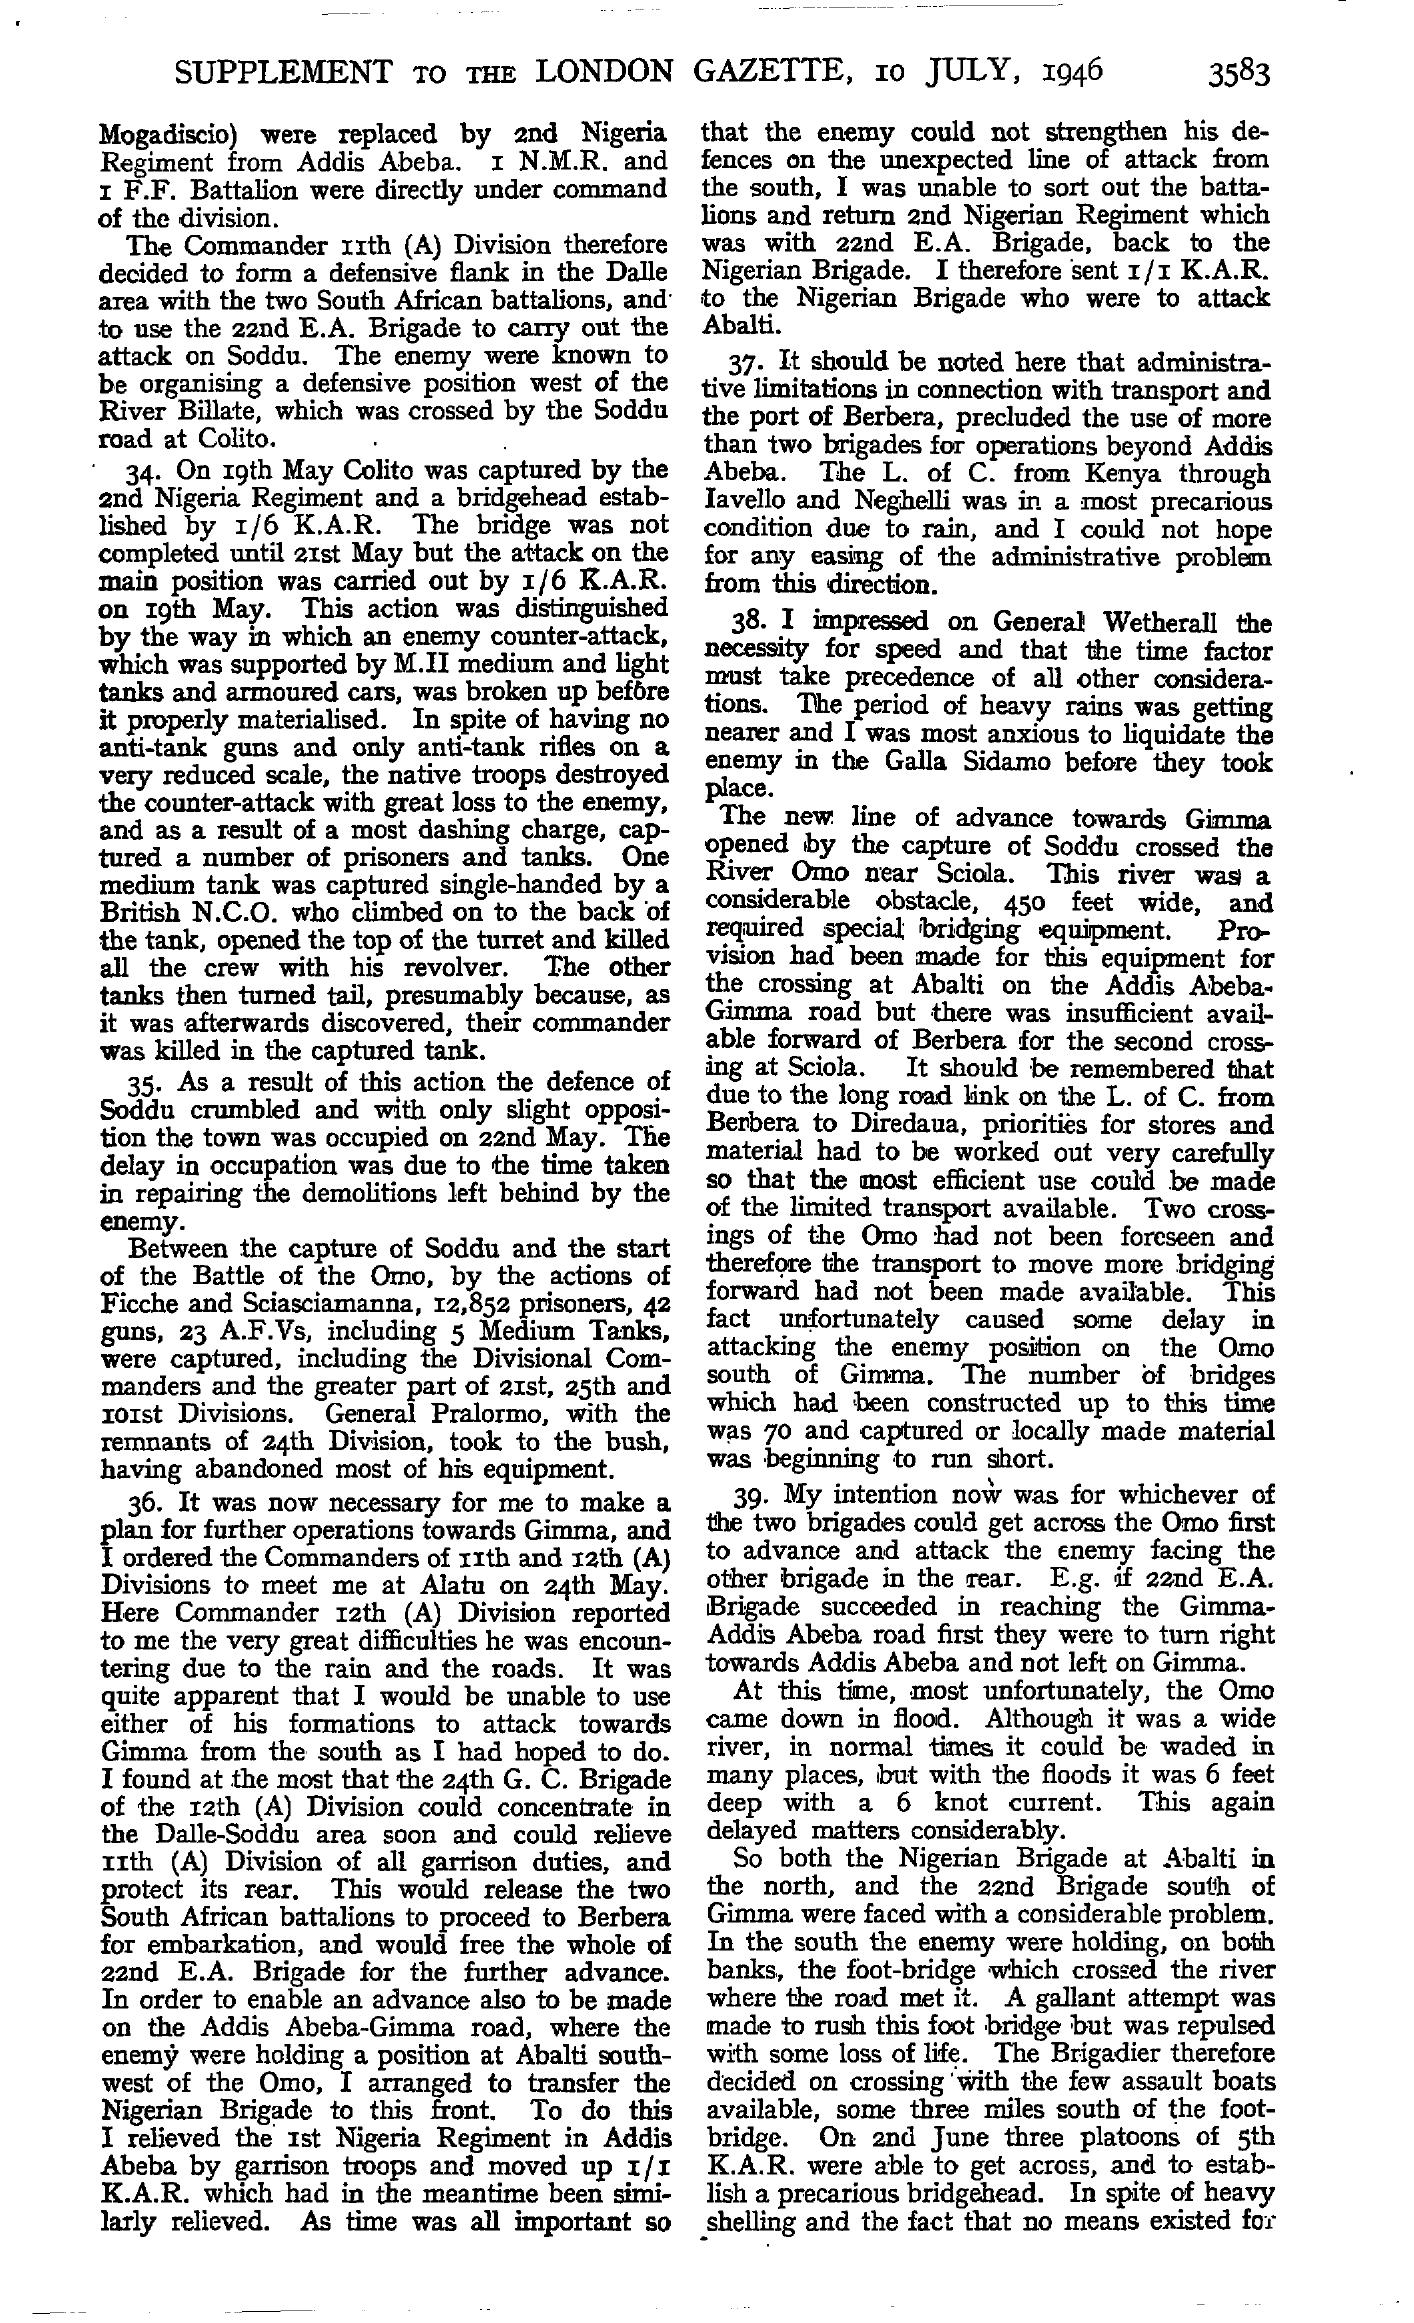 SUPPLEMENT TO THE LONDON GAZETTE, 10 JULY, 1946 3583
Mogadiscio) were replaced by 2nd Nigeria
Regiment from Addis Abeba. 1 N.M.R. and
1 F.F. Battalion were directly under command
of the division.
The Commander 11th (A) Division therefore
decided to form a defensive flank in the Dalle
area with the two South African battalions, and
to use the 22nd E.A. Brigade to carry out the
attack on Soddu. The enemy were known to
be organising a defensive position west of the
River Billate, which was crossed by the Soddu
road at Colito.
34. On 19th May Colito was captured by the
2nd Nigeria Regiment and a bridgehead estab-
lished by 1/6 K.A.R. The bridge was not
completed until 21st May but the attack on the
main position was carried out by 1/6 K.A.R.
on 19th May. This action was distinguished
by the way in which an enemy counter-attack,
which was supported by M.II medium and light
tanks and armoured cars, was broken up before
it properly materialised. In spite of having no
anti-tank guns and only anti-tank rifles on a
very reduced scale, the native troops destroyed
the counter-attack with great loss to the enemy,
and as a result of a most dashing charge, cap-
tured a number of prisoners and tanks. One
medium tank was captured single-handed by a
British N.C.O. who climbed on to the back of
the tank, opened the top of the turret and killed
all the crew with his revolver. The other
tanks then turned tail, presumably because, as
it was afterwards discovered, their commander
was killed in the captured tank.
35. As a result of this action the defence of
Soddu crumbled and with only slight opposi-
tion the town was occupied on 22nd May. The
delay in occupation was due to the time taken
in repairing the demolitions left behind by the
enemy.
Between the capture of Soddu and the start
of the Battle of the Omo, by the actions of
Ficche and Sciasciamanna, 12,852 prisoners, 42
guns, 23 A.F.Vs, including 5 Medium Tanks,
were captured, including the Divisional Com-
manders and the greater part of 21st, 25th and
101st Divisions. General Pralormo, with the
remnants of 24th Division, took to the bush,
having abandoned most of his equipment.
36. It was now necessary for me to make a
plan for further operations towards Gimma, and
I ordered the Commanders of 11th and 12th (A)
Divisions to meet me at Alatu on 24th May.
Here Commander 12th (A) Division reported
to me the very great difficulties he was encoun-
tering due to the rain and the roads. It was
quite apparent that I would be unable to use
either of his formations to attack towards
Gimma from the south as I had hoped to do.
I found at the most that the 24th G. C. Brigade
of the 12th (A) Division could concentrate in
the Dalle-Soddu area soon and could relieve
11th (A) Division of all garrison duties, and
protect its rear. This would release the two
South African battalions to proceed to Berbera
for embarkation, and would free the whole of
22nd E.A. Brigade for the further advance.
In order to enable an advance also to be made
on the Addis Abeba-Gimma road, where the
enemy were holding a position at Abalti south-
west of the Omo, I arranged to transfer the
Nigerian Brigade to this front. To do this
I relieved the 1st Nigeria Regiment in Addis
Abeba by garrison troops and moved up 1/1
K.A.R. which had in the meantime been simi-
larly relieved. As time was all important so
that the enemy could not strengthen his de-
fences on the unexpected line of attack from
the south, I was unable to sort out the batta-
lions and return 2nd Nigerian Regiment which
was with 22nd E.A. Brigade, back to the
Nigerian Brigade. I therefore sent 1/1 K.A.R.
to the Nigerian Brigade who were to attack
Abalti.
37. It should be noted here that administra-
tive limitations in connection with transport and
the port of Berbera, precluded the use of more
than two brigades for operations beyond Addis
Abeba. The L. of C. from Kenya through
Iavello and Neghelli was in a most precarious
condition due to rain, and I could not hope
for any easing of the administrative problem
from this direction.
38. I impressed on General Wetherall the
necessity for speed and that the time factor
must take precedence of all other considera-
tions. The period of heavy rains was getting
nearer and I was most anxious to liquidate the
enemy in the Galla Sidamo before they took
place.
The new line of advance towards Gimma
opened by the capture of Soddu crossed the
River Omo near Sciola. This river was a
considerable obstacle, 450 feet wide, and
required special bridging equipment. Pro-
vision had been made for this equipment for
the crossing at Abalti on the Addis Abeba-
Gimma road but there was insufficient avail-
able forward of Berbera for the second cross-
ing at Sciola. It should be remembered that
due to the long road link on the L. of C. from
Berbera to Diredaua, priorities for stores and
material had to be worked out very carefully
so that the most efficient use could be made
of the limited transport available. Two cross-
ings of the Omo had not been foreseen and
therefore the transport to move more bridging
forward had not been made available. This
fact unfortunately caused some delay in
attacking the enemy position on the Omo
south of Gimma. The number of bridges
which had been constructed up to this time
was 70 and captured or locally made material
was beginning to run short.
39. My intention now was for whichever of
the two brigades could get across the Omo first
to advance and attack the enemy facing the
other brigade in the rear. E.g. if 22nd E.A.
Brigade succeeded in reaching the Gimma-
Addis Abeba road first they were to turn right
towards Addis Abeba and not left on Gimma.
At this time, most unfortunately, the Omo
came down in flood. Although it was a wide
river, in normal times it could be waded in
many places, but with the floods it was 6 feet
deep with a 6 knot current. This again
delayed matters considerably.
So both the Nigerian Brigade at Abalti in
the north, and the 22nd Brigade south of
Gimma were faced with a considerable problem.
In the south the enemy were holding, on both
banks, the foot-bridge which crossed the river
where the road met it. A gallant attempt was
made to rush this foot bridge but was repulsed
with some loss of life. The Brigadier therefore
decided on crossing with the few assault boats
available, some three miles south of the foot-
bridge. On 2nd June three platoons of 5th
K.A.R. were able to get across, and to estab-
lish a precarious bridgehead. In spite of heavy
shelling and the fact that no means existed for